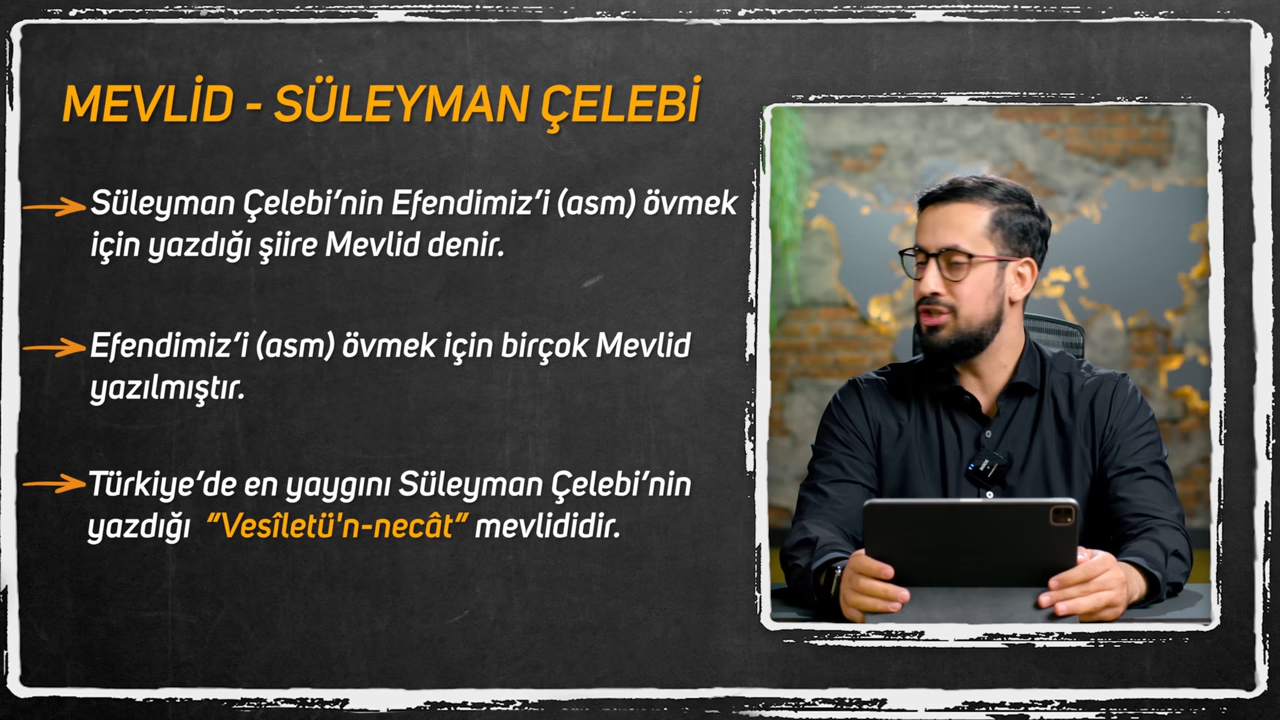 MEVLİD - SÜLEYMAN ÇELEBİ
Süleyman Çelebi’nin Efendimiz’i (asm) övmek
için yazdığı şiire Mevlid denir.
Efendimiz’i (asm) övmek için birçok Mevlid
yazılmıştır.
Türkiye’de en yaygını Süleyman Çelebi’nin
yazdığı “Vesîletü'n-necât” mevlididir.